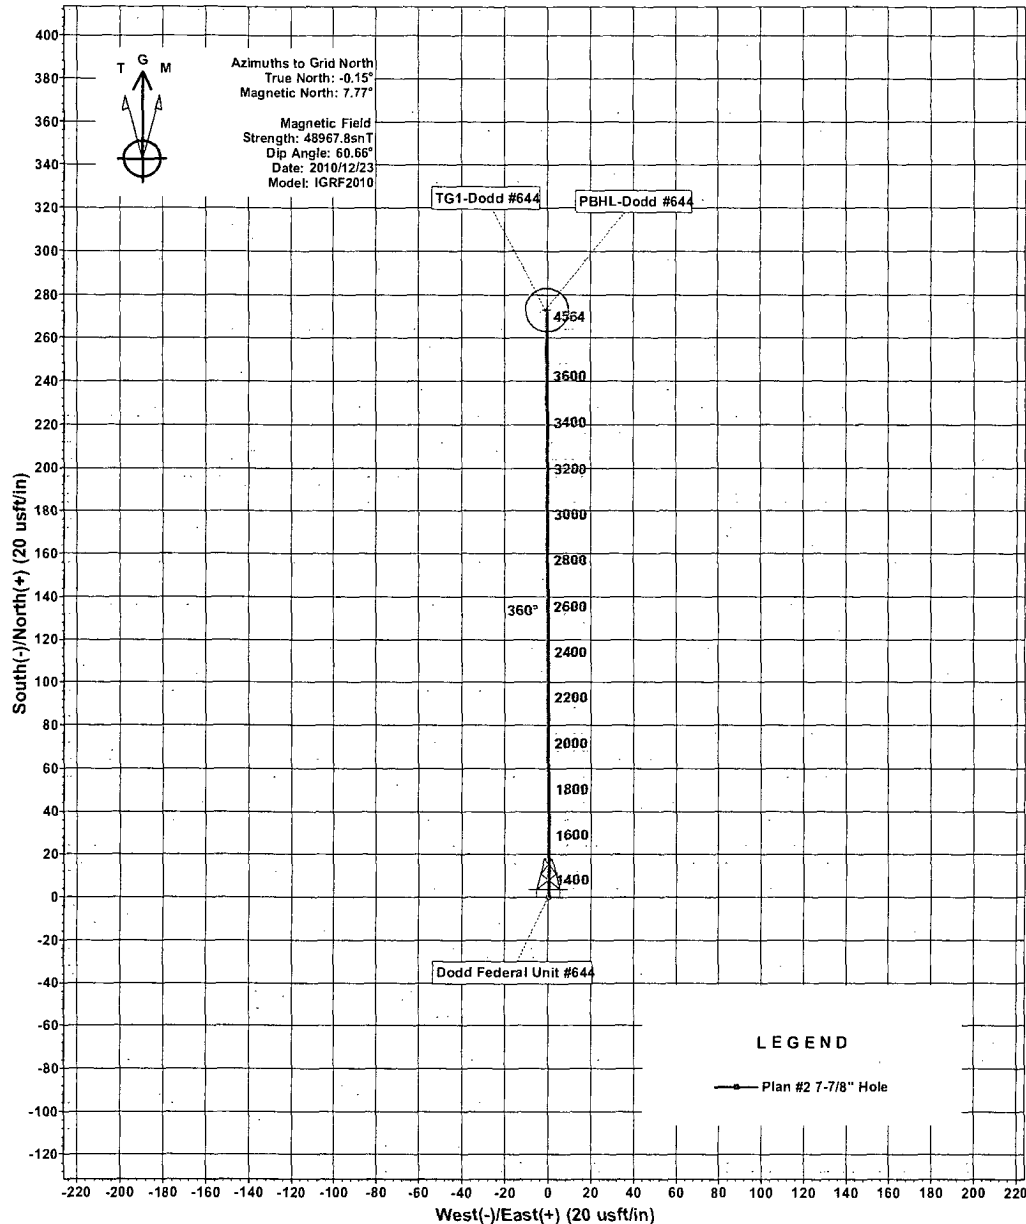 T G M
Azimuths to Grid North
True North: -0.15°
Magnetic North: 7.77°
Magnetic Field
Strength: 48967.8snT
Dip Angle: 60.66°
Date: 2010/12/23
Model: IGRF2010
400
380
360
340
320
300
280
260
240
220
200
180
160
140
120
100
80
60
40
20
0
-20
-40
-60
-80
-100
-120
South(-)/North(+) (20 usft/in)
TG1-Dodd #644
PBHL-Dodd #644
4564
3600
3400
3200
3000
2800
360°
2600
2400
2200
2000
1800
1600
1400
Dodd Federal Unit #644
LEGEND
Plan #2 7-7/8" Hole
-220 -200 -180 -160 -140 -120 -100 -80 -60 -40 -20 0 20 40 60 80 100 120 140 160 180 200 220
West(-)/East(+) (20 usft/in)